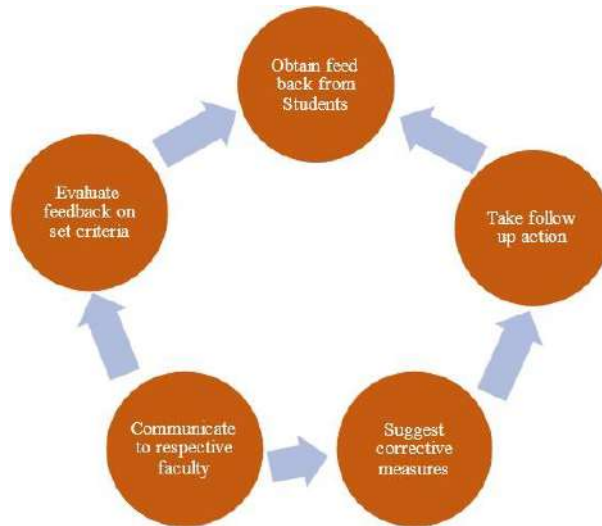 Obtain feed
back from
Students
Evaluate
feedback on
set criteria
Take follow
up action
Communicate
to respective
faculty
Suggest
corrective
measures